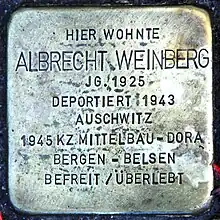 HIER WOHNTE
ALBRECHT WEINBERG
JG. 1925
DEPORTIERT 1943
AUSCHWITZ
1945 KZ MITTELBAU-DORA
BERGEN-BELSEN
BEFREIT / ÜBERLEBT